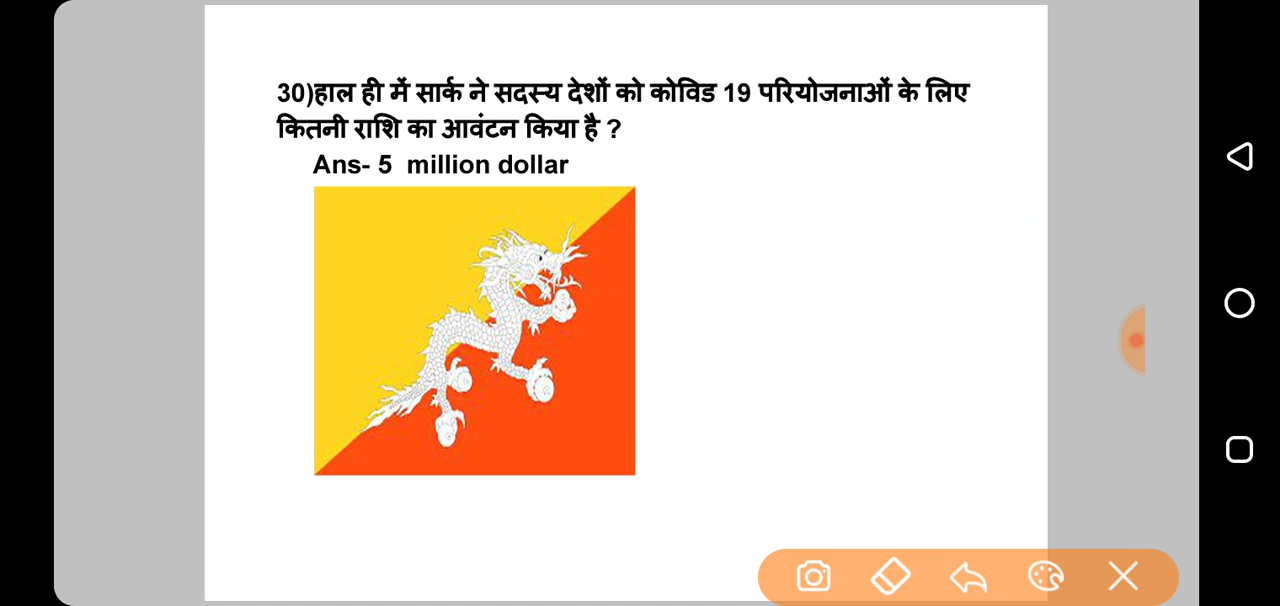 30)हाल ही में सार्क ने सदस्य देशों को कोविड 19 परियोजनाओं के लिए
कितनी राशि का आवंटन किया है ?
Ans- 5 million dollar